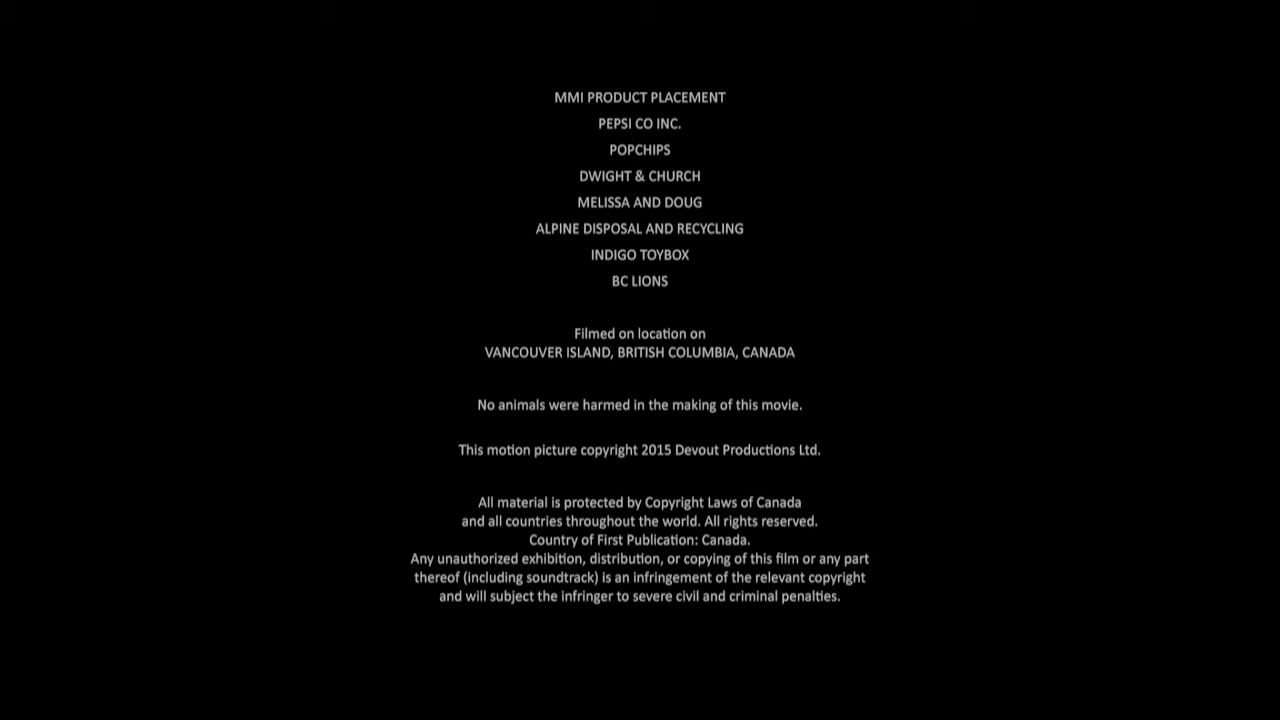 MMI PRODUCT PLACEMENT
PEPSI CO INC.
POPCHIPS
DWIGHT & CHURCH
MELISSA AND DOUG
ALPINE DISPOSAL AND RECYCLING
INDIGO TOYBOX
BC LIONS
Filmed on location on
VANCOUVER ISLAND, BRITISH COLUMBIA, CANADA
No animals were harmed in the making of this movie.
This motion picture copyright 2015 Devout Productions Ltd.
All material is protected by Copyright Laws of Canada
and all countries throughout the world. All rights reserved.
Country of First Publication: Canada.
Any unauthorized exhibition, distribution, or copying of this film or any part
thereof (including soundtrack) is an infringement of the relevant copyright
and will subject the infringer to severe civil and criminal penalties.